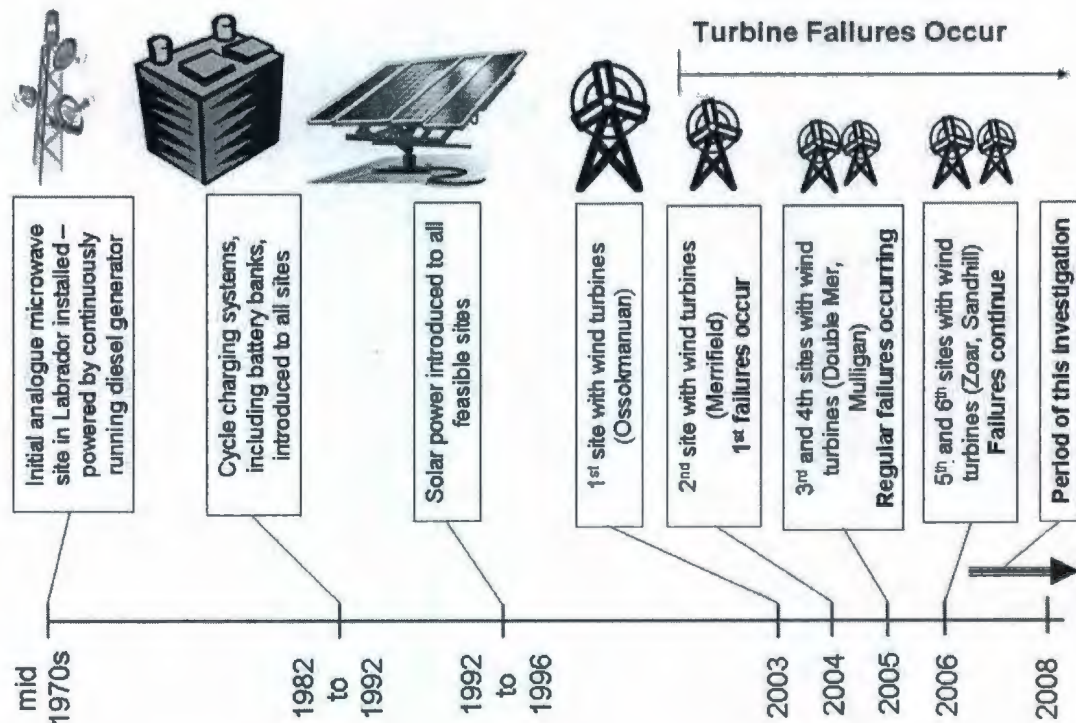 Turbine Failures Occur
mid
1970s
Initial analogue microwave
site in Labrador installed –
powered by continuously
running diesel generator
1982
to
1992
Cycle charging systems,
including battery banks,
introduced to all sites
1992
to
1996
Solar power introduced to all
feasible sites
2003
1st site with wind turbines
(Ossokmanuan)
2004
2nd site with wind turbines
(Merrifield)
1st failures occur
2005
3rd and 4th sites with wind
turbines (Double Mer,
Mulligan)
Regular failures occurring
2006
5th and 6th sites with wind
turbines (Zoar, Sandhill)
Failures continue
2008
Period of this investigation